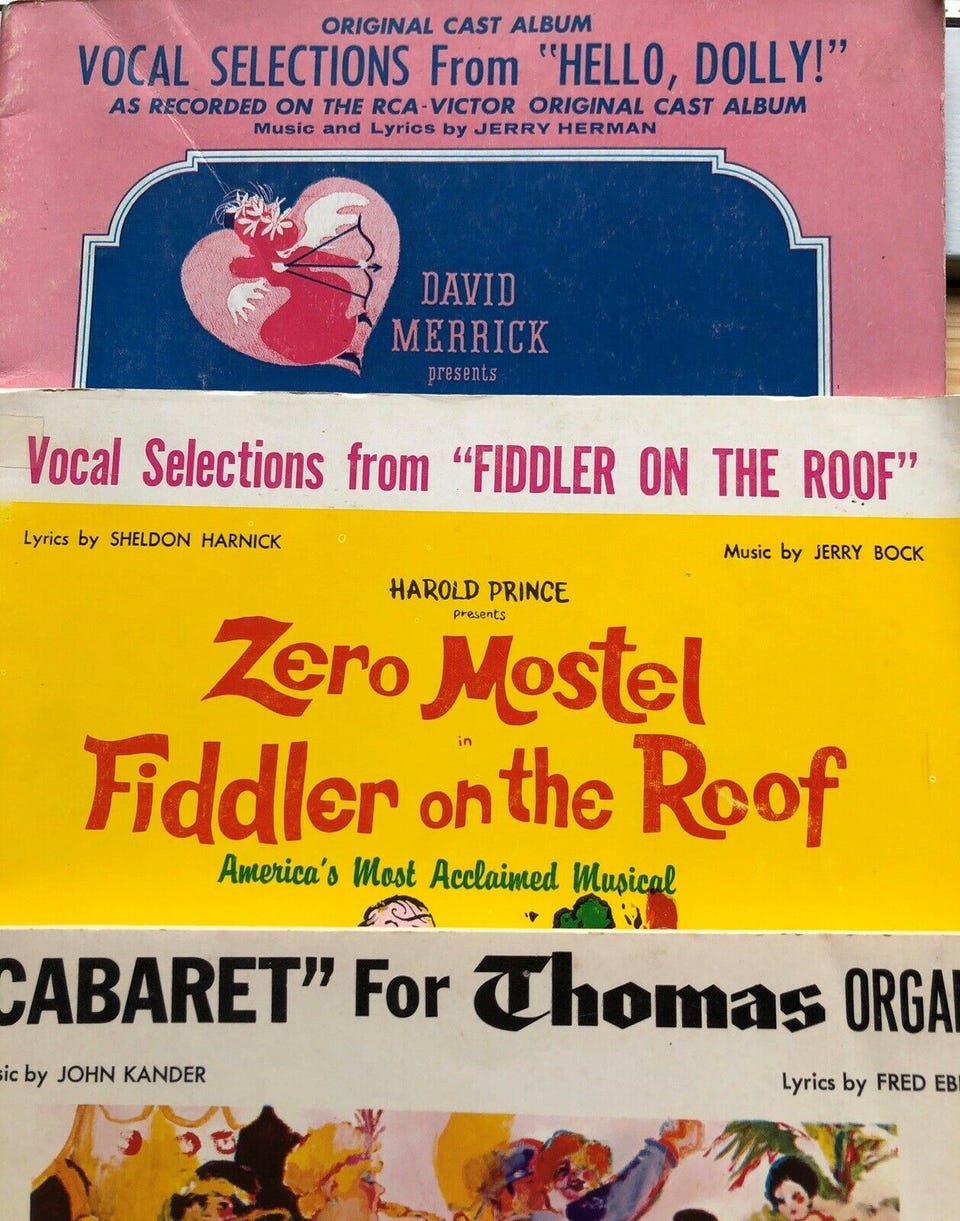 ORIGINAL CAST ALBUM
VOCAL SELECTIONS From "HELLO, DOLLY!"
AS RECORDED ON THE RCA-VICTOR ORIGINAL CAST ALBUM
Music and Lyrics by JERRY HERMAN
DAVID
MERRICK
presents
Vocal Selections from "FIDDLER ON THE ROOF"
Lyrics by SHELDON HARNICK
Music by JERRY BOCK
HAROLD PRINCE
presents
Zero Mostel
in
Fiddler on the Roof
America's Most Acclaimed Musical
CABARET" For Thomas ORGA
sic by JOHN KANDER
Lyrics by FRED EB